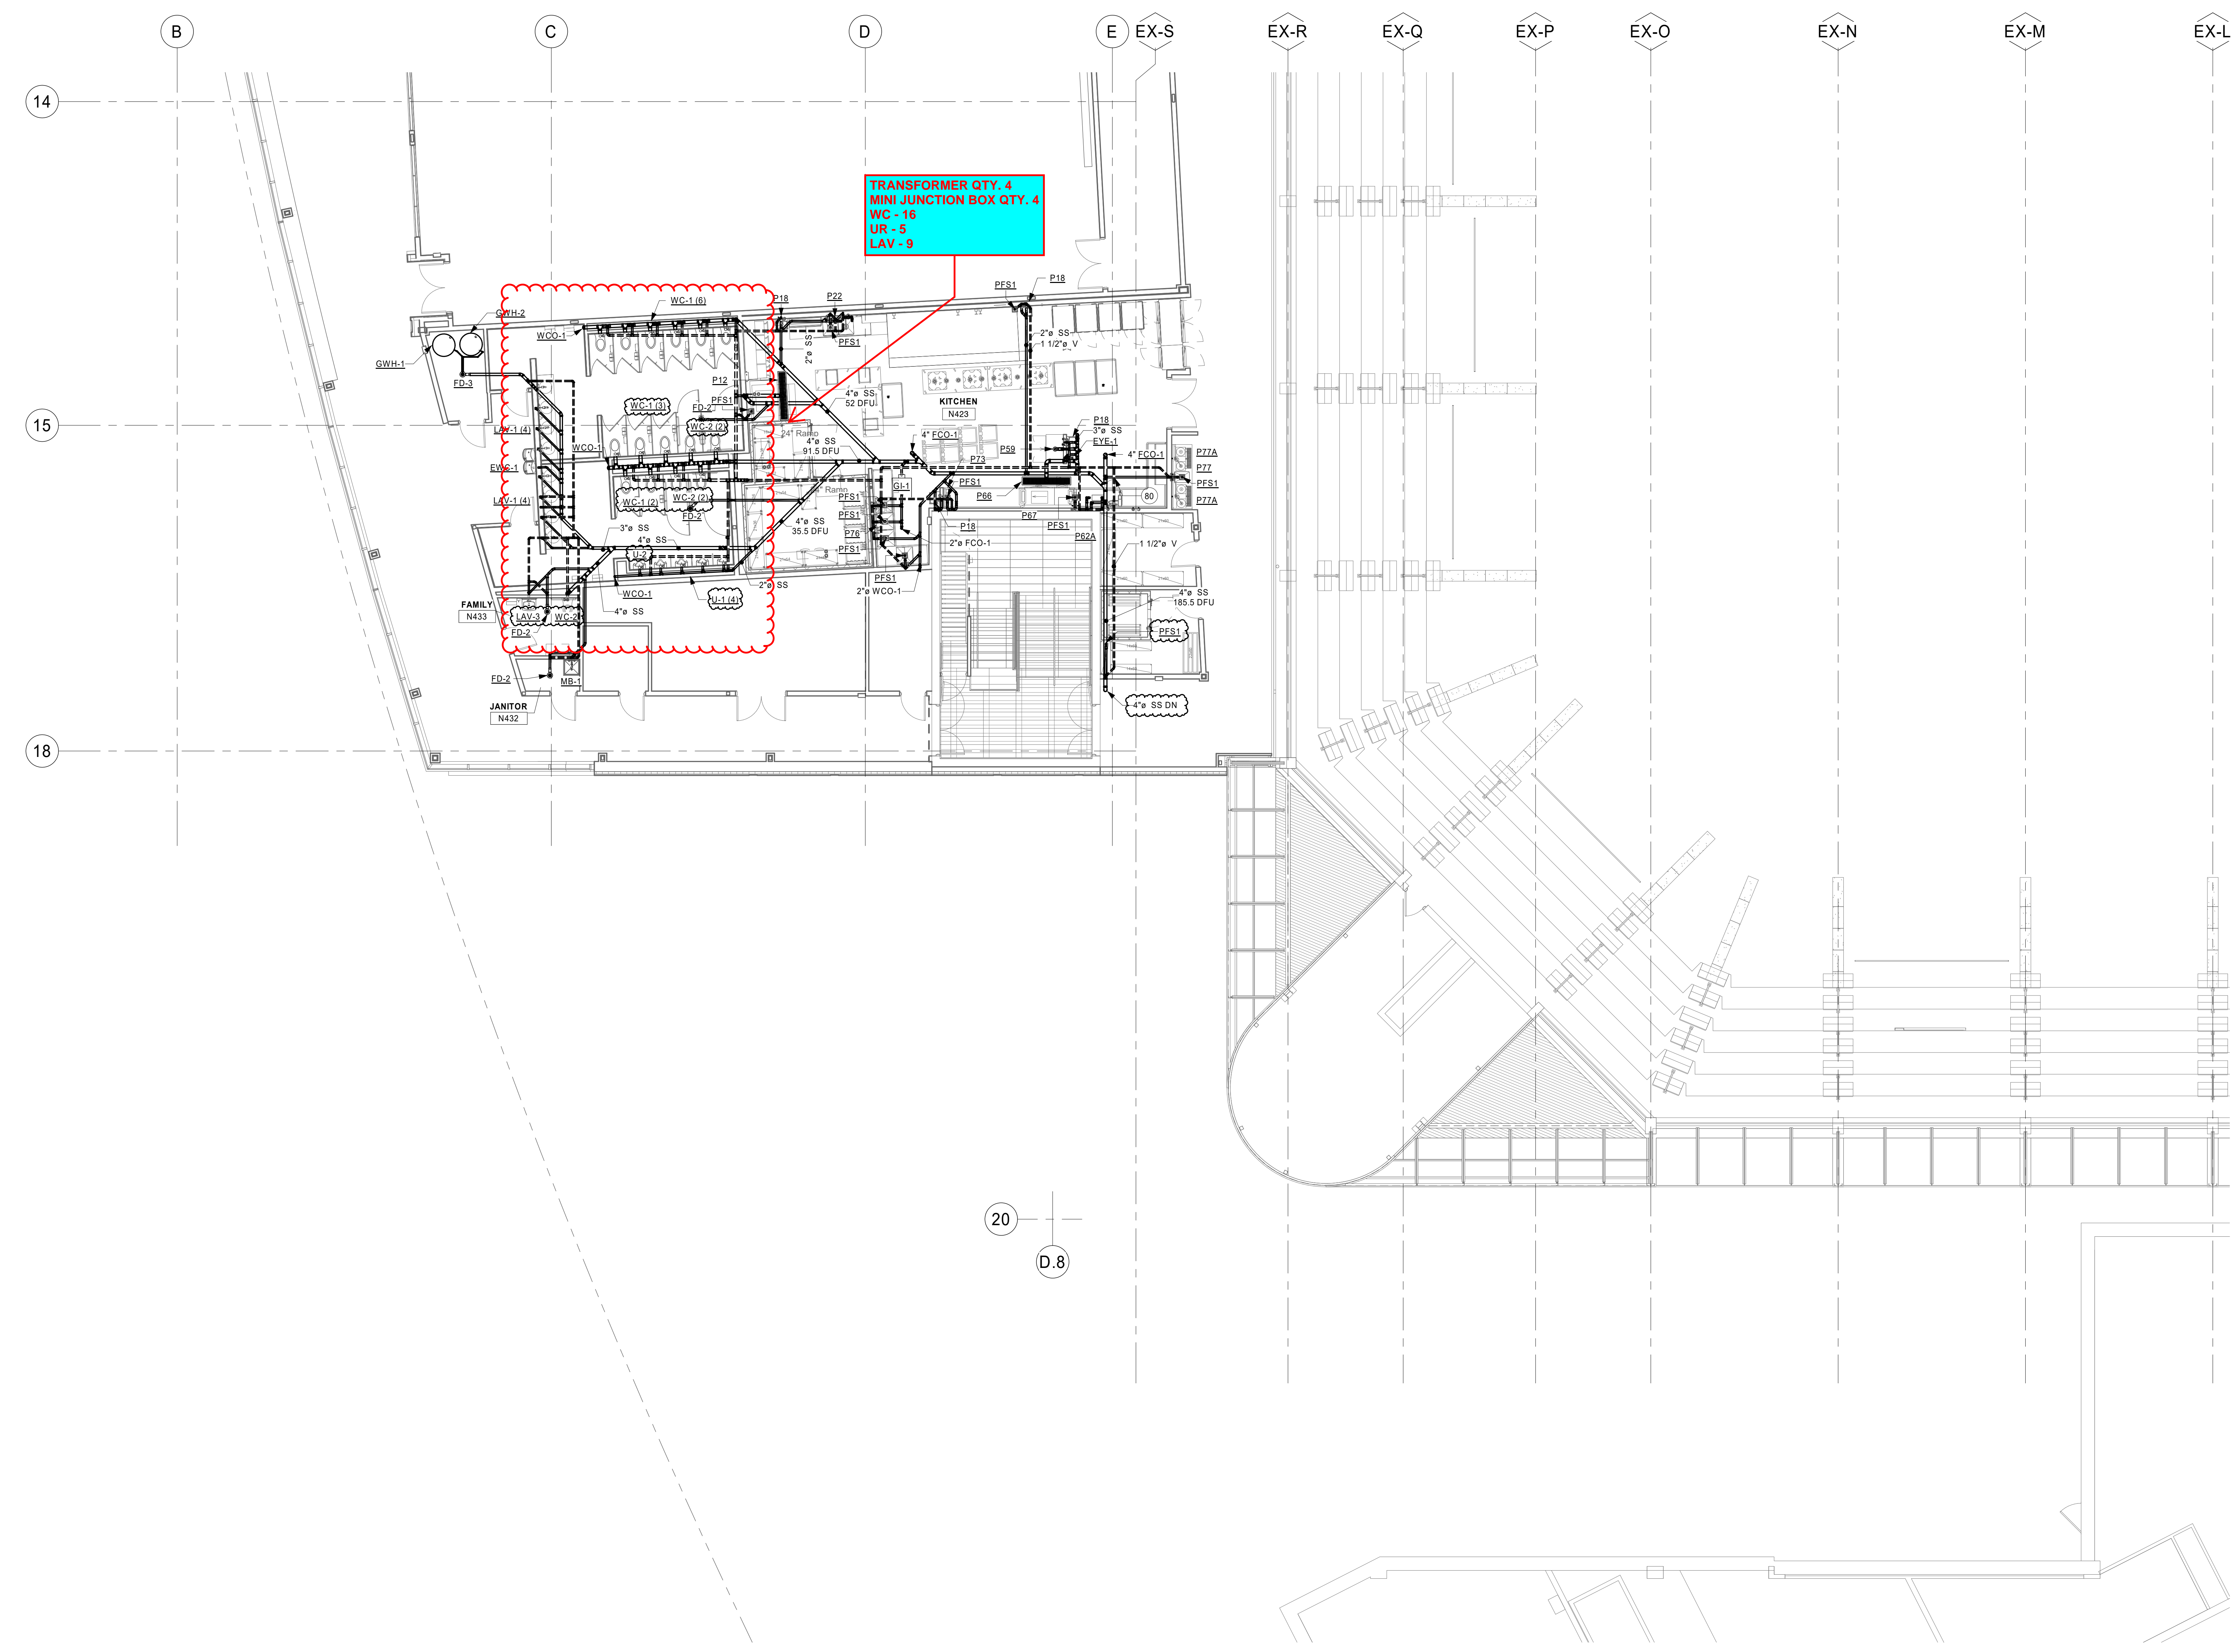 B
C
D
E
EX-S
EX-R
EX-Q
EX-P
EX-O
EX-N
EX-M
EX-L
14
TRANSFORMER QTY. 4
MINI JUNCTION BOX QTY. 4
WC - 16
UR - 5
LAV - 9
P18
PFS1
P18
P22
WC-1 (6)
GWH-2
WCO-1
2"ø SS
PFS1
2"ø SS
1 1/2"ø V
GWH-1
FD-3
P12
PFS1
FD-2
WC-1 (3)
4"ø SS
52 DFU
KITCHEN
N423
15
WC-2 (2)
LAV-1 (4)
24" Ramp
4"ø SS
91.5 DFU
P18
3"ø SS
EYE-1
4" FCO-1
WCO-1
P59
4" FCO-1
P77A
P73
EWC-1
P77
PFS1
GI-1
PFS1
P66
80
P77A
LAV-1 (4)
WC-1 (2)
WC-2 (2)
FD-2
PFS1
PFS1
P67
PFS1
P18
P62A
3"ø SS
4"ø SS
4"ø SS
35.5 DFU
P76
PFS1
2"ø FCO-1
1 1/2"ø V
U-2
PFS1
2"ø SS
2"ø WCO-1
WCO-1
U-1 (4)
4"ø SS
185.5 DFU
FAMILY
N433
4"ø SS
LAV-3
WC-2
FD-2
PFS1
FD-2
MB-1
JANITOR
N432
4"ø SS DN
18
20
D.8